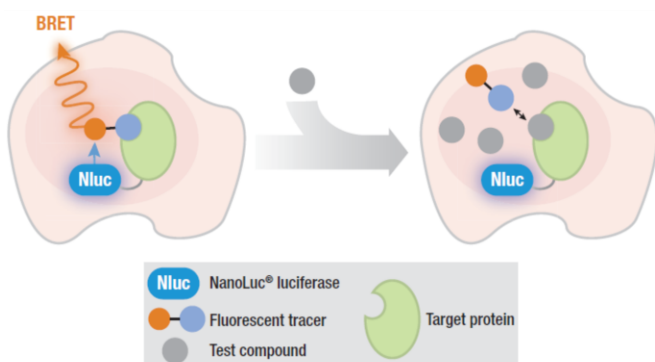 BRET
Nluc
Nluc
Nluc NanoLuc® luciferase
Fluorescent tracer
Target protein
Test compound